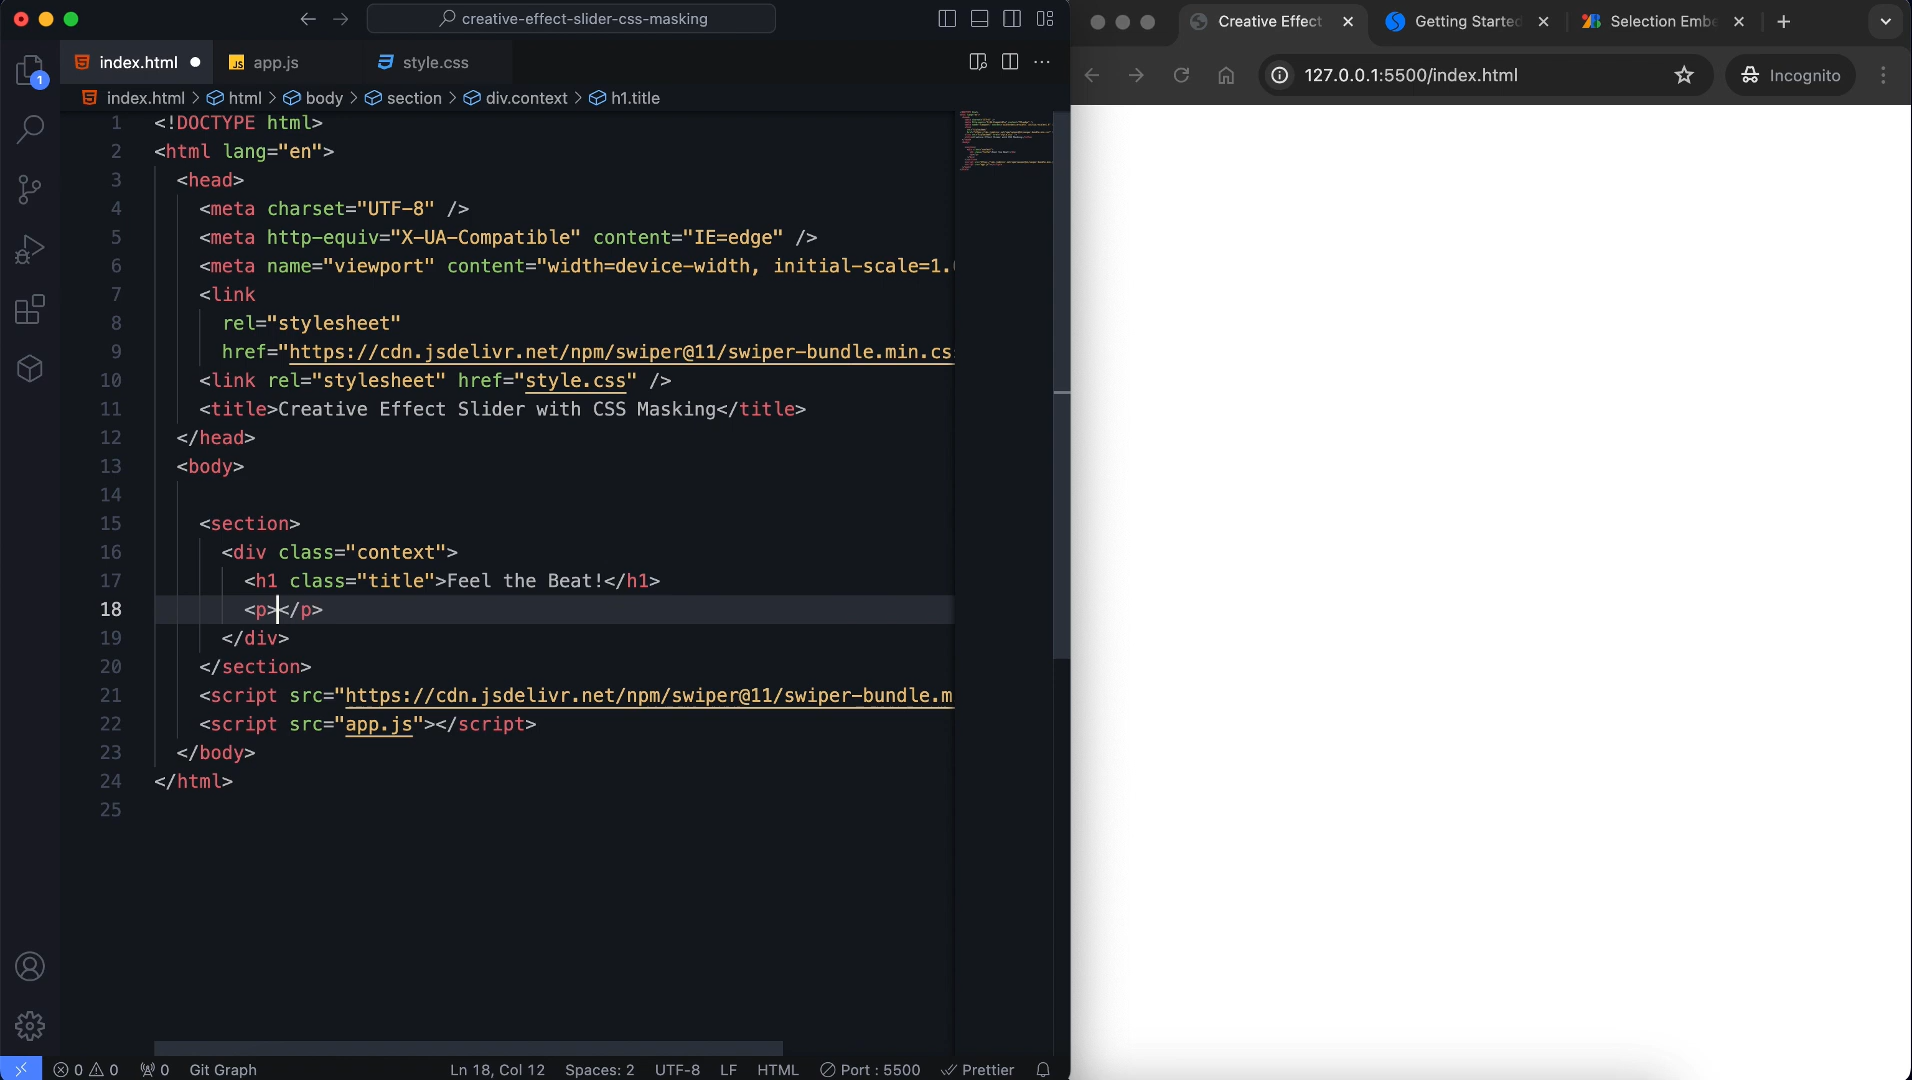 creative-effect-slider-css-masking
index.html
JS app.js
style.css
1
index.html > html > body > section > div.context > h1.title
1 <!DOCTYPE html>
2 <html lang="en">
3 <head>
4 <meta charset="UTF-8" />
5 <meta http-equiv="X-UA-Compatible" content="IE=edge" />
6 <meta name="viewport" content="width=device-width, initial-scale=1.
7 <link
8 rel="stylesheet"
9 href="https://cdn.jsdelivr.net/npm/swiper@11/swiper-bundle.min.cs
10 <link rel="stylesheet" href="style.css" />
11 <title>Creative Effect Slider with CSS Masking</title>
12 </head>
13 <body>
14
15 <section>
16 <div class="context">
17 <h1 class="title">Feel the Beat!</h1>
18 <p></p>
19 </div>
20 </section>
21 <script src="https://cdn.jsdelivr.net/npm/swiper@11/swiper-bundle.m
22 <script src="app.js"></script>
23 </body>
24 </html>
25
0 0 0 Git Graph Ln 18, Col 12 Spaces: 2 UTF-8 LF HTML Port : 5500 Prettier
Creative Effect
Getting Started
Selection Embe
127.0.0.1:5500/index.html
Incognito